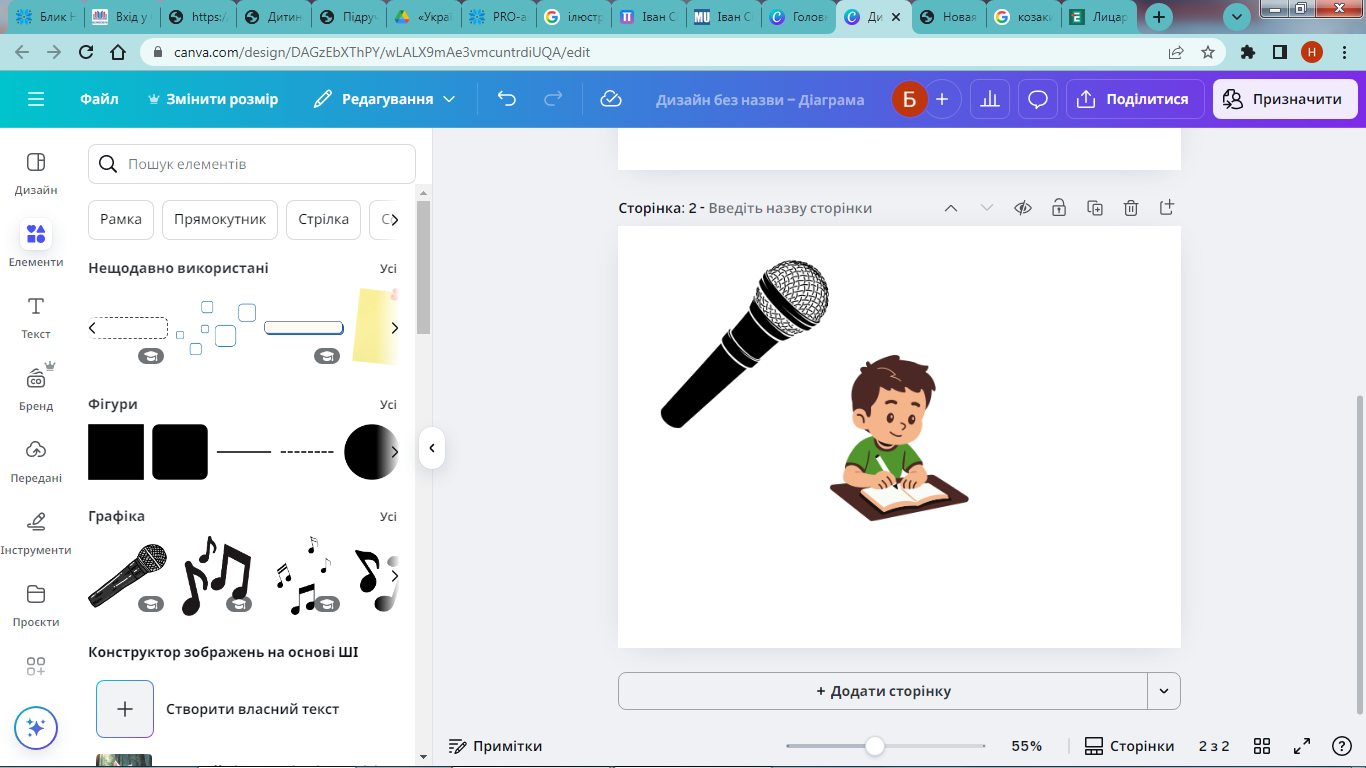 Блик Н
Вхід у
https:/
Дитин
Підруч
«Укра
PRO-а
ілюстр
Іван С
Іван С
Голов
Ди
Новая
козак
Лицар
canva.com/design/DAGzEbXThPY/wLALX9mAe3vmcuntrdiUQA/edit
Н
Файл
Змінити розмір
Редагування
Дизайн без назви – Діаграма
Б
Поділитися
Призначити
Дизайн
Елементи
Текст
Бренд
Передані
Інструменти
Проєкти
Пошук елементів
Рамка
Прямокутник
Стрілка
Нещодавно використані
Усі
Фігури
Усі
Графіка
Усі
Конструктор зображень на основі ШІ
Створити власний текст
Сторінка: 2 - Введіть назву сторінки
+ Додати сторінку
Примітки
55%
Сторінки
2 з 2